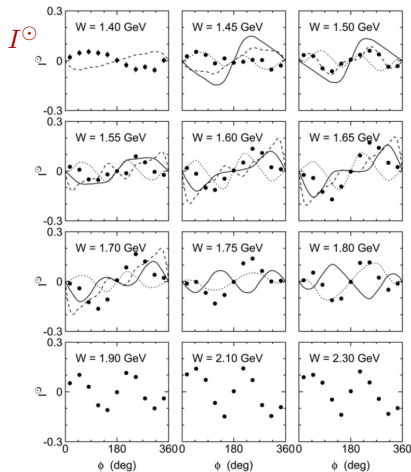 I⊙
W = 1.40 GeV W = 1.45 GeV W = 1.50 GeV
0.3
I⊙ 0
-0.3
W = 1.55 GeV W = 1.60 GeV W = 1.65 GeV
0.3
I⊙ 0
-0.3
W = 1.70 GeV W = 1.75 GeV W = 1.80 GeV
0.3
I⊙ 0
-0.3
W = 1.90 GeV W = 2.10 GeV W = 2.30 GeV
0.3
I⊙ 0
-0.3
0 180 360 0 180 360 0 180 360
ϕ (deg) ϕ (deg) ϕ (deg)